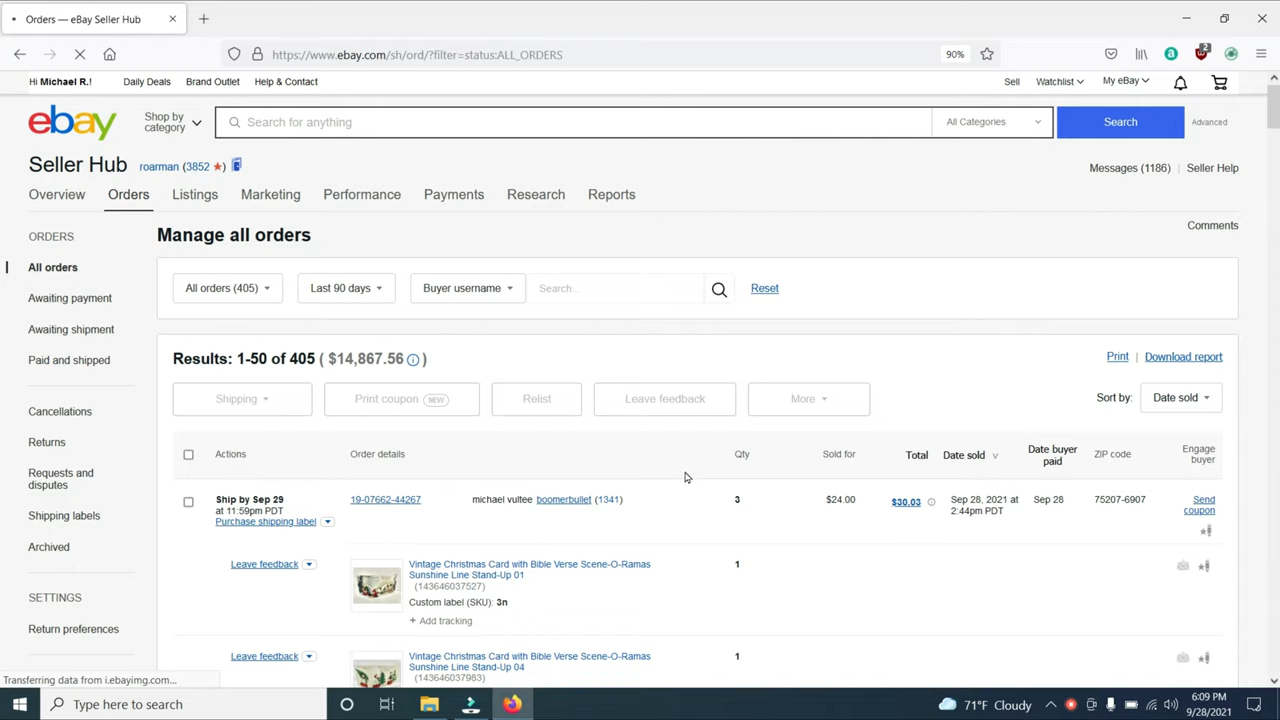 Orders — eBay Seller Hub
https://www.ebay.com/sh/ord/?filter=status:ALL_ORDERS
90%
2
Hi Michael R.!
Daily Deals
Brand Outlet
Help & Contact
Sell
Watchlist
My eBay
ebay
Shop by
category
Search for anything
All Categories
Search
Advanced
Seller Hub
roarman (3852 ★)
Messages (1186) | Seller Help
Overview
Orders
Listings
Marketing
Performance
Payments
Research
Reports
Comments
ORDERS
Manage all orders
All orders
Awaiting payment
Awaiting shipment
Paid and shipped
Cancellations
Returns
Requests and
disputes
Shipping labels
Archived
SETTINGS
Return preferences
All orders (405)
Last 90 days
Buyer username
Search...
Reset
Results: 1-50 of 405 ( $14,867.56 )
Print | Download report
Shipping
Print coupon NEW
Relist
Leave feedback
More
Sort by:
Date sold
Actions
Order details
Qty
Sold for
Total
Date sold
Date buyer
paid
ZIP code
Engage
buyer
Ship by Sep 29
at 11:59pm PDT
Purchase shipping label
19-07662-44267
michael vultee boomerbullet (1341)
3
$24.00
$30.03
Sep 28, 2021 at
2:44pm PDT
Sep 28
75207-6907
Send
coupon
Leave feedback
Vintage Christmas Card with Bible Verse Scene-O-Ramas
Sunshine Line Stand-Up 01
(143646037527)
Custom label (SKU): 3n
+ Add tracking
1
Leave feedback
Vintage Christmas Card with Bible Verse Scene-O-Ramas
Sunshine Line Stand-Up 04
(143646037983)
1
Transferring data from i.ebayimg.com...
Type here to search
71°F Cloudy
6:09 PM
9/28/2021